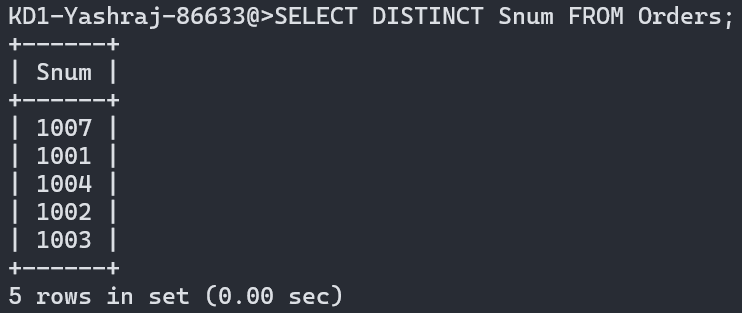 KD1-Yashraj-86633@>SELECT DISTINCT Snum FROM Orders;
+------+
| Snum |
+------+
| 1007 |
| 1001 |
| 1004 |
| 1002 |
| 1003 |
+------+
5 rows in set (0.00 sec)